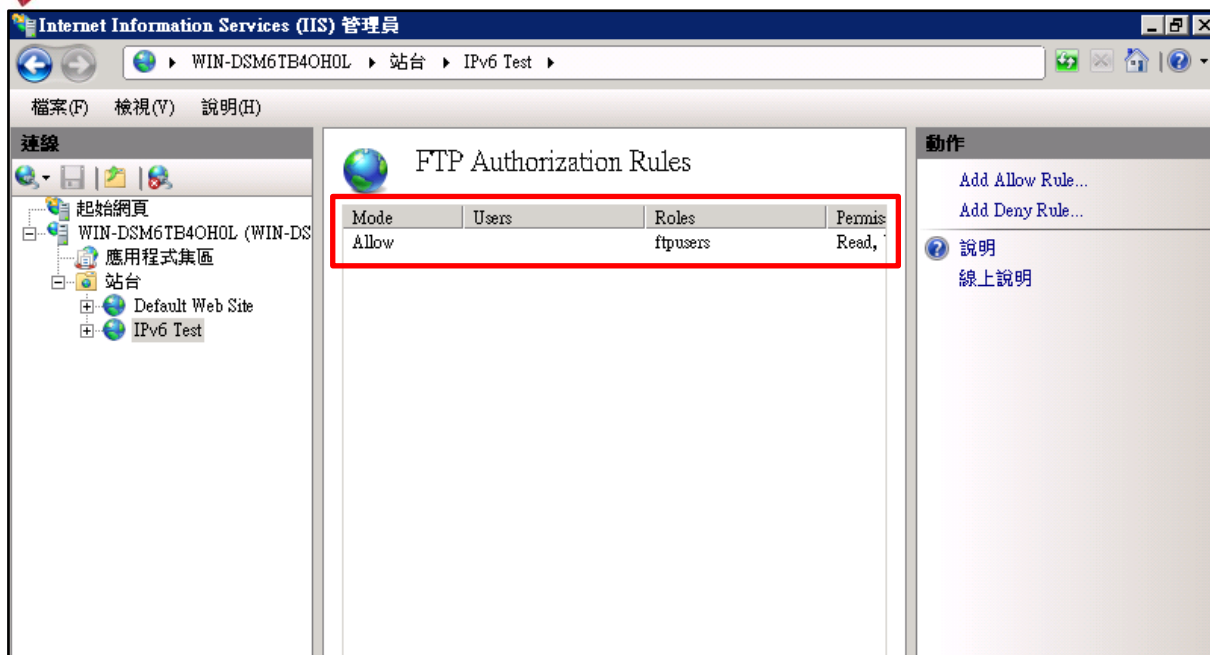 Internet Information Services (IIS) 管理員
WIN-DSM6TB4OH0L ▸ 站台 ▸ IPv6 Test ▸
檔案(F) 檢視(V) 說明(H)
連線
起始網頁
WIN-DSM6TB4OH0L (WIN-DS
應用程式集區
站台
Default Web Site
IPv6 Test
FTP Authorization Rules
Mode Users Roles Permis
Allow ftpusers Read,
動作
Add Allow Rule...
Add Deny Rule...
說明
線上說明